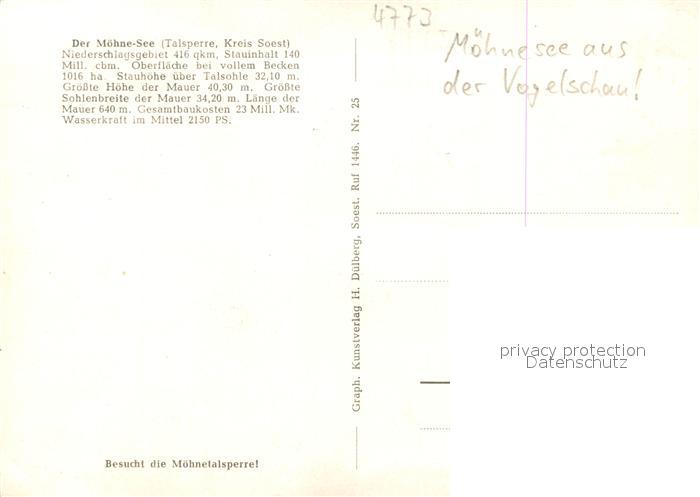 Der Möhne-See (Talsperre, Kreis Soest)
Niederschlagsgebiet 416 qkm, Stauinhalt 140
Mill. cbm. Oberfläche bei vollem Becken
1016 ha. Stauhöhe über Talsohle 32,10 m.
Größte Höhe der Mauer 40,30 m. Größte
Sohlenbreite der Mauer 34,20 m. Länge der
Mauer 640 m. Gesamtbaukosten 23 Mill. Mk.
Wasserkraft im Mittel 2150 PS.
Besucht die Möhnetalsperre!
Graph. Kunstverlag H. Dülberg, Soest. Ruf 1446. Nr. 25
4773
Möhnesee aus
der Vogelschau!
privacy protection
Datenschutz